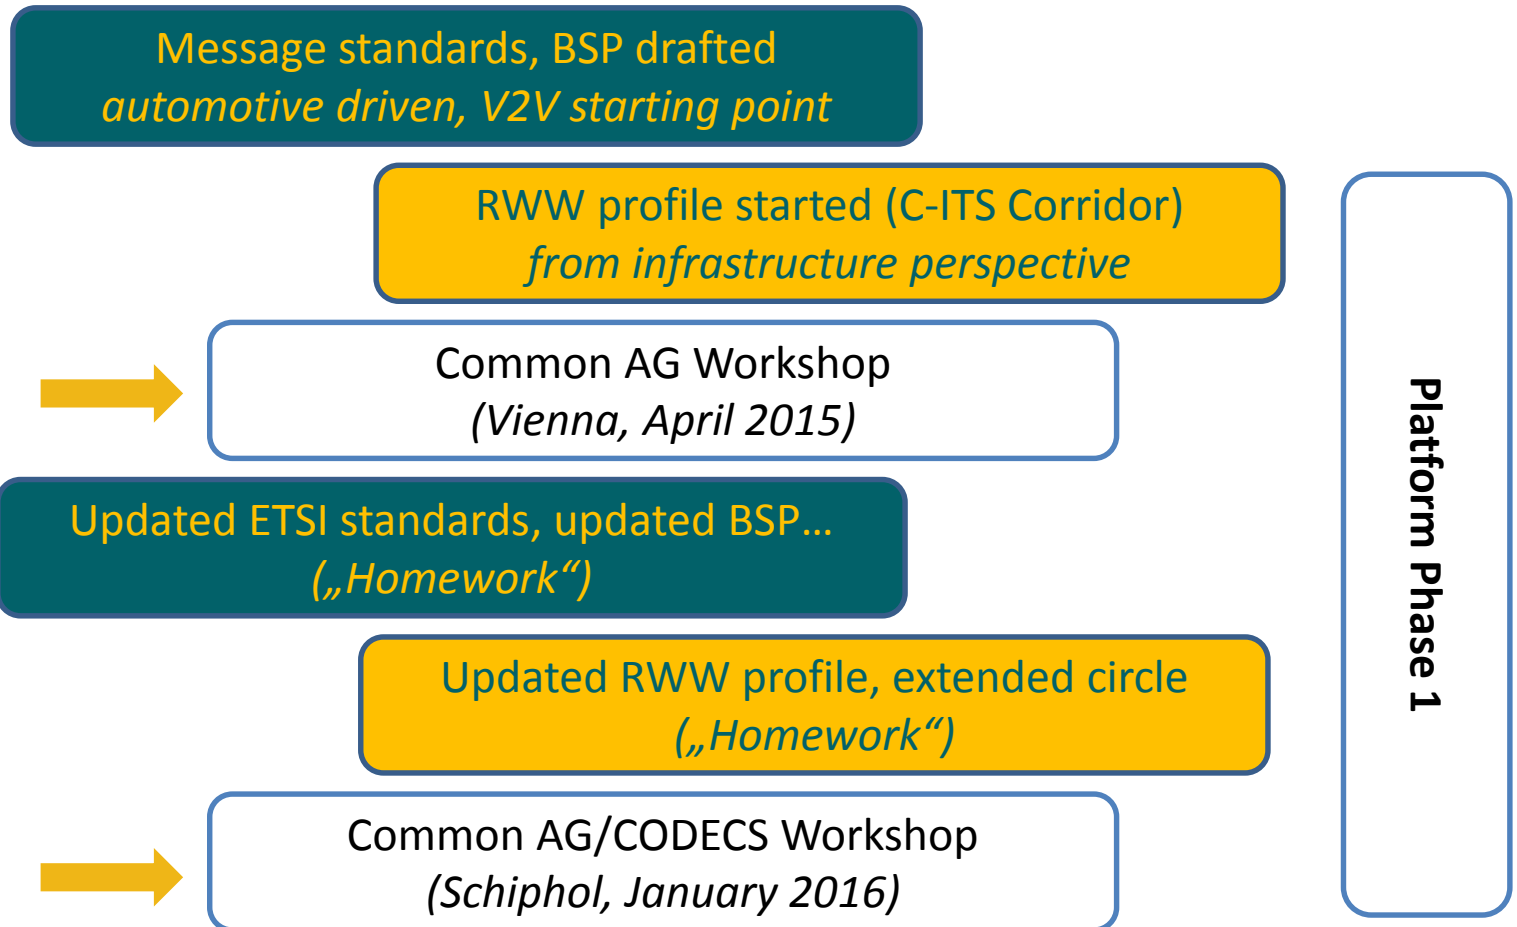 Message standards, BSP drafted
automotive driven, V2V starting point
RWW profile started (C-ITS Corridor)
from infrastructure perspective
Common AG Workshop
(Vienna, April 2015)
Updated ETSI standards, updated BSP…
(„Homework“)
Updated RWW profile, extended circle
(„Homework“)
Common AG/CODECS Workshop
(Schiphol, January 2016)
Platform Phase 1